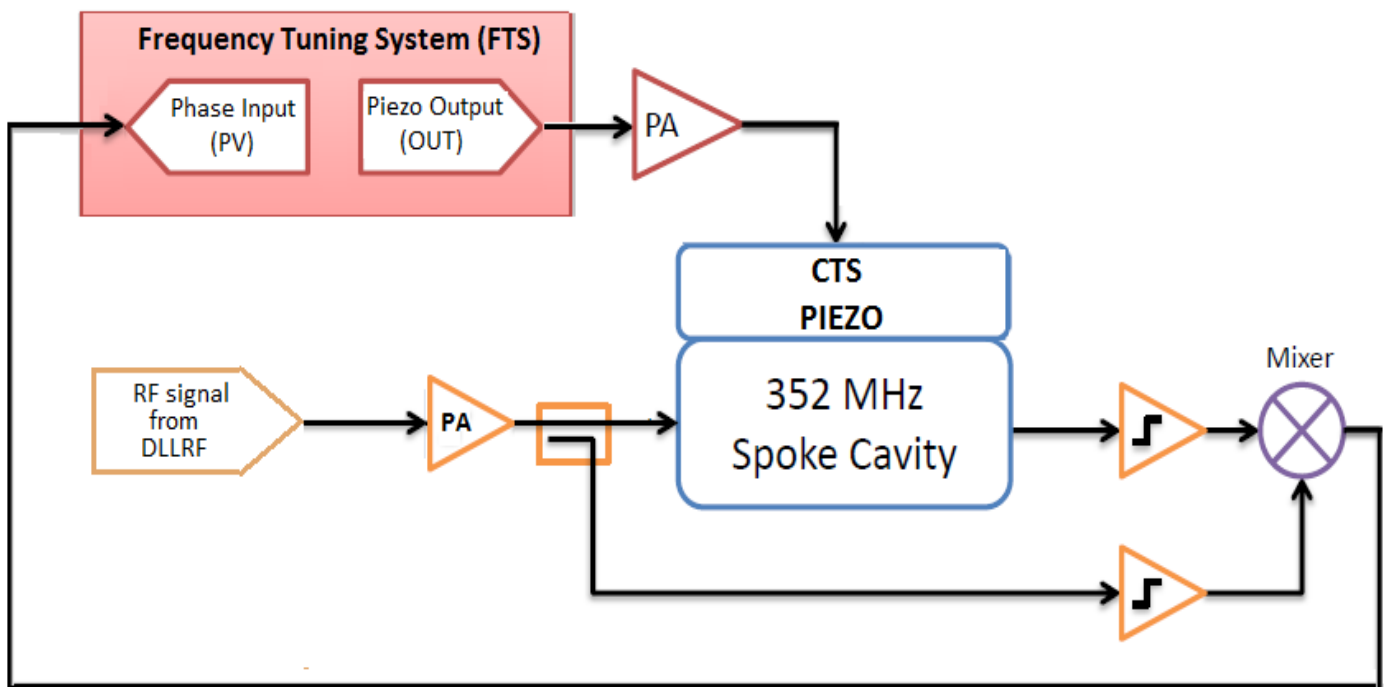 Frequency Tuning System (FTS)
Phase Input
(PV)
Piezo Output
(OUT)
PA
CTS
PIEZO
RF signal
from
DLLRF
PA
352 MHz
Spoke Cavity
Mixer